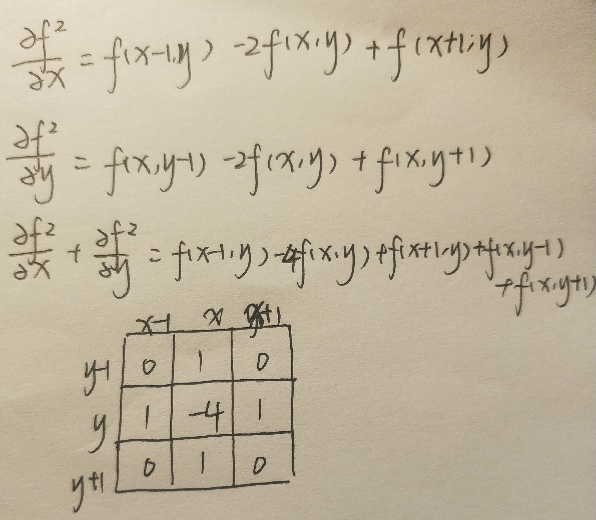 ∂f²/∂x = f(x-1,y) -2f(x,y) + f(x+1,y)
∂f²/∂y = f(x,y-1) -2f(x,y) + f(x,y+1)
∂f²/∂x + ∂f²/∂y = f(x-1,y) -4f(x,y) + f(x+1,y) + f(x,y-1)
+ f(x,y+1)
x-1 x x+1
y-1 0 1 0
y 1 -4 1
y+1 0 1 0